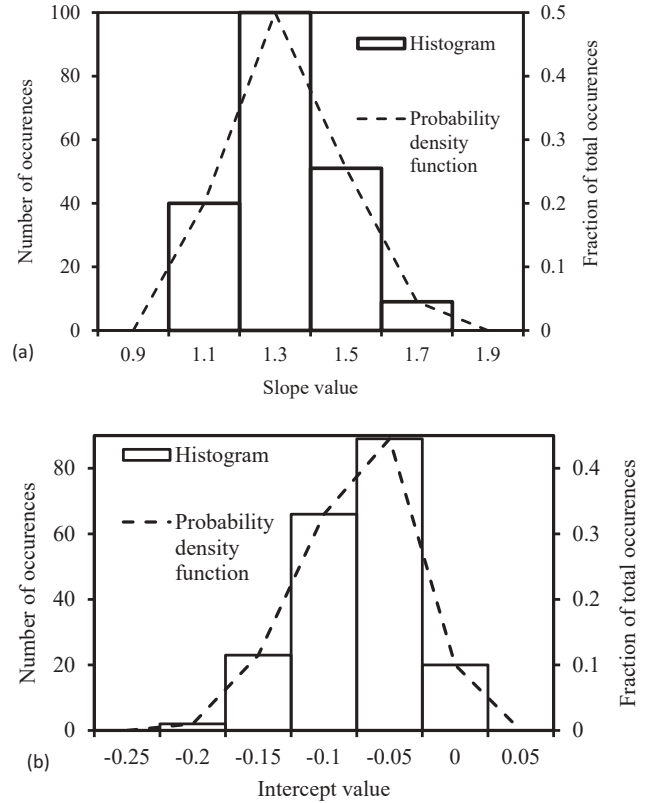 100
80
60
40
20
0
Number of occurences
0.5
0.4
0.3
0.2
0.1
0
Fraction of total occurences
Histogram
Probability
density
function
0.9 1.1 1.3 1.5 1.7 1.9
Slope value
(a)
80
60
40
20
0
Number of occurences
0.4
0.3
0.2
0.1
0
Fraction of total occurences
Histogram
Probability
density
function
-0.25 -0.2 -0.15 -0.1 -0.05 0 0.05
Intercept value
(b)